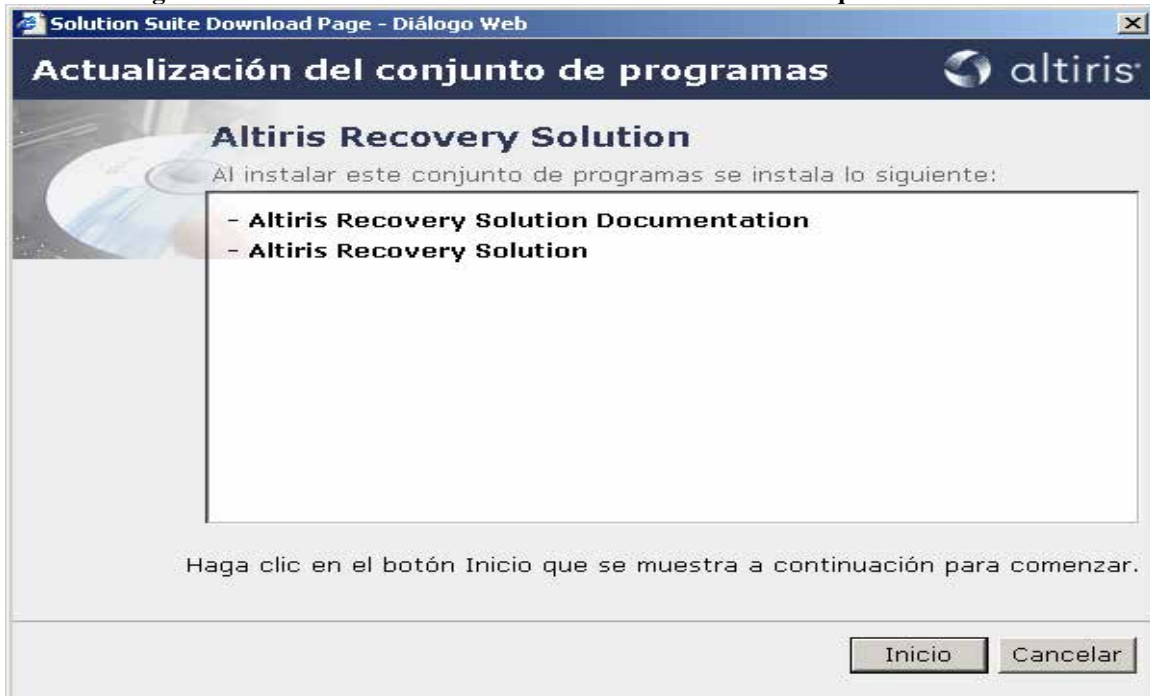 Solution Suite Download Page - Diálogo Web
Actualización del conjunto de programas
altiris
Altiris Recovery Solution
Al instalar este conjunto de programas se instala lo siguiente:
- Altiris Recovery Solution Documentation
- Altiris Recovery Solution
Haga clic en el botón Inicio que se muestra a continuación para comenzar.
Inicio
Cancelar